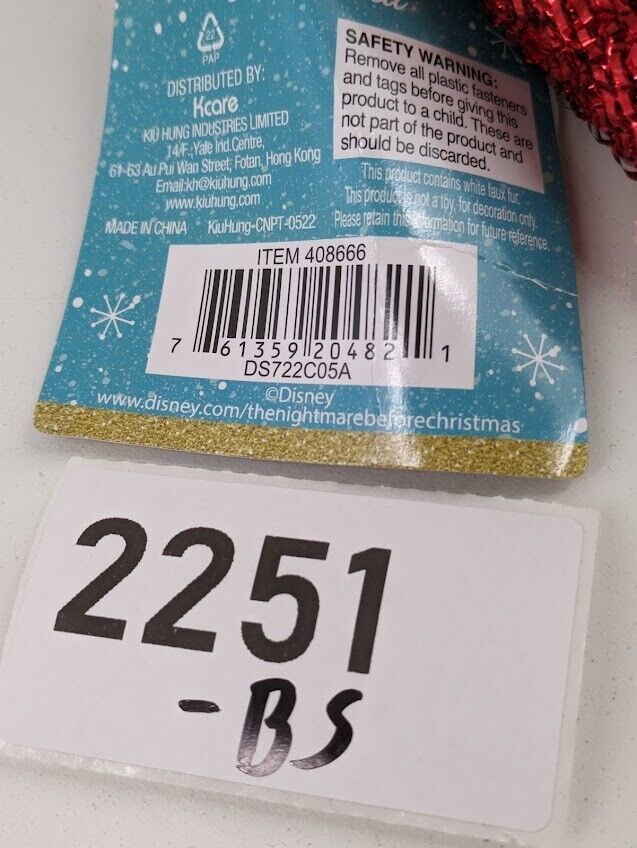 22
PAP
DISTRIBUTED BY:
Kcare
KIU HUNG INDUSTRIES LIMITED
14/F., Yale Ind.Centre,
61-63 Au Pui Wan Street, Fotan, Hong Kong
Email:kh@kiuhung.com
www.kiuhung.com
MADE IN CHINA KiuHung-CNPT-0522
SAFETY WARNING:
Remove all plastic fasteners
and tags before giving this
product to a child. These are
not part of the product and
should be discarded.
This product contains white faux fur.
This product is not a toy, for decoration only.
Please retain this information for future reference.
ITEM 408666
7 61359 20482 1
DS722C05A
©Disney
www.disney.com/thenightmarebeforechristmas
2251
-BS